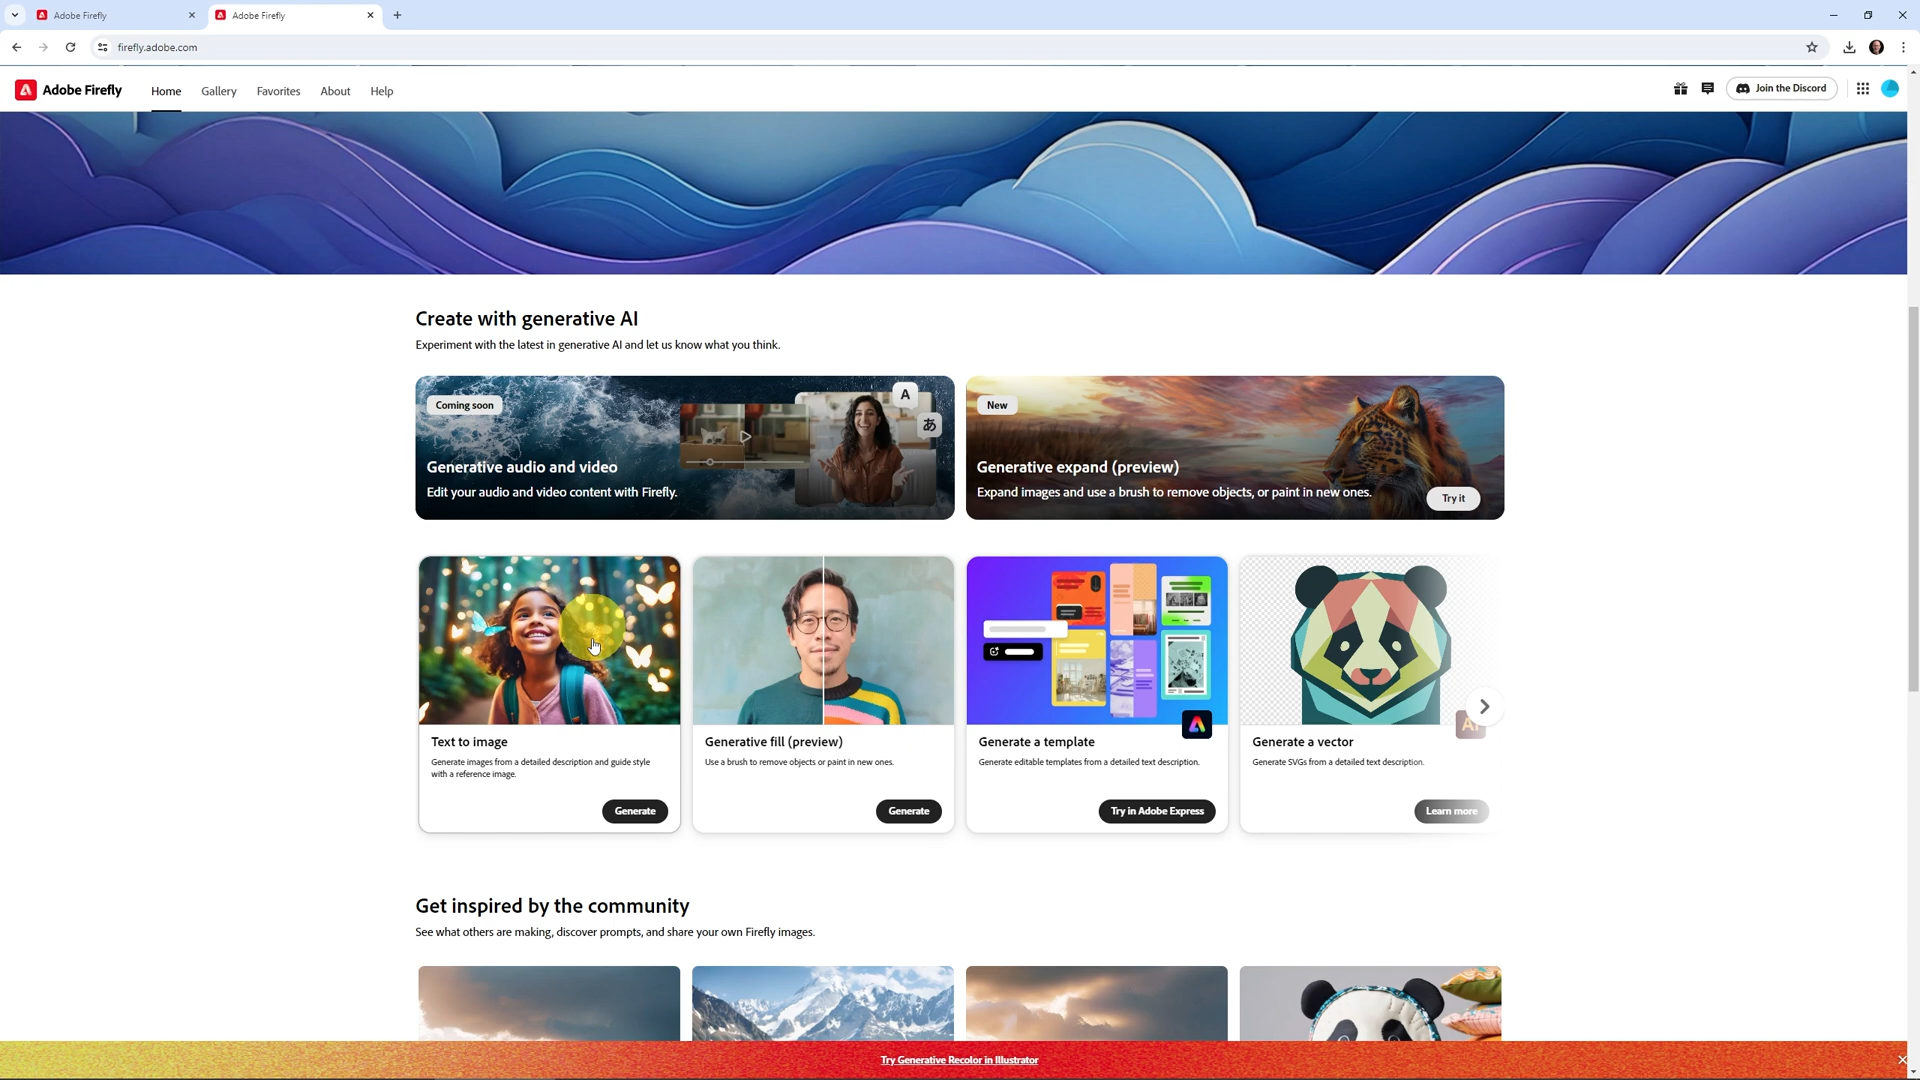 Adobe Firefly
Adobe Firefly
firefly.adobe.com
Adobe Firefly
Home
Gallery
Favorites
About
Help
Join the Discord
Create with generative AI
Experiment with the latest in generative AI and let us know what you think.
Coming soon
A
あ
Generative audio and video
Edit your audio and video content with Firefly.
New
Generative expand (preview)
Expand images and use a brush to remove objects, or paint in new ones.
Try it
Text to image
Generate images from a detailed description and guide style
with a reference image.
Generate
Generative fill (preview)
Use a brush to remove objects or paint in new ones.
Generate
Generate a template
Generate editable templates from a detailed text description.
Try in Adobe Express
Ai
Generate a vector
Generate SVGs from a detailed text description.
Learn more
Get inspired by the community
See what others are making, discover prompts, and share your own Firefly images.
Try Generative Recolor in Illustrator